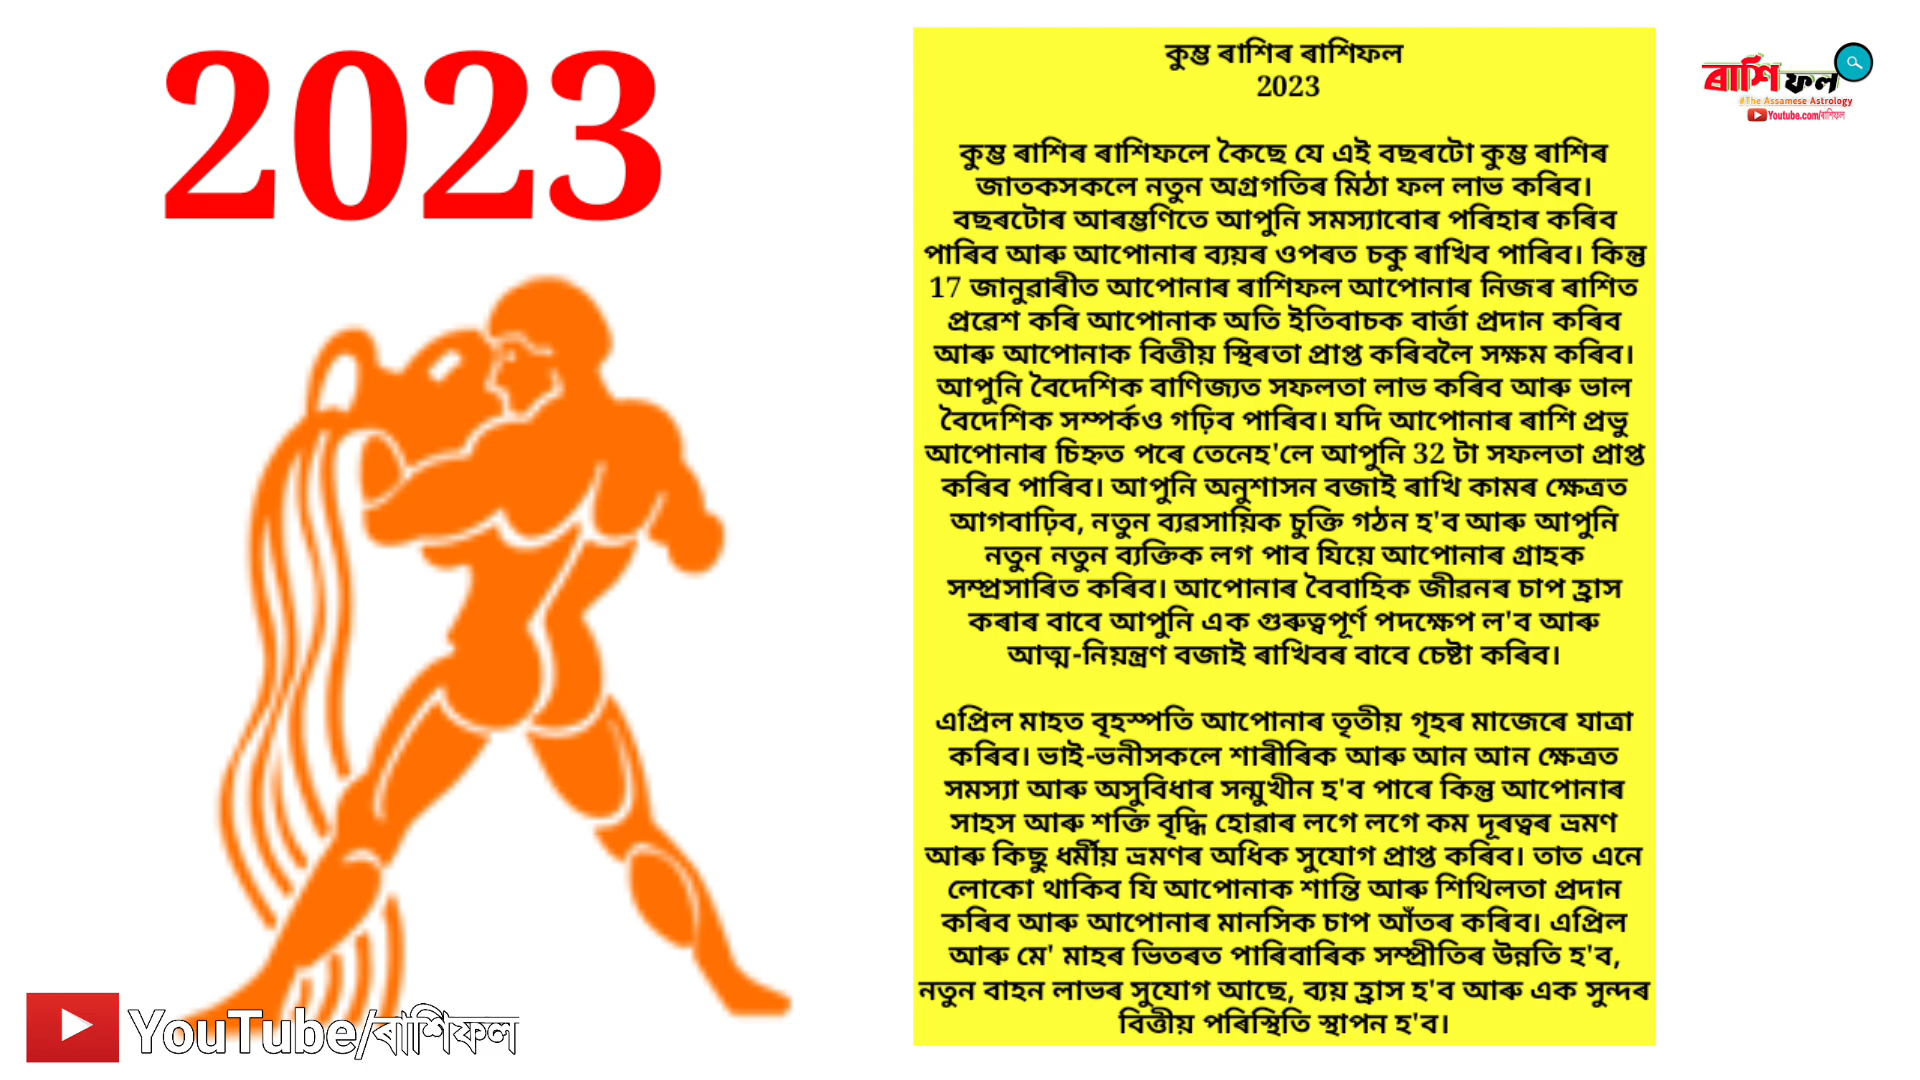 2023
কুম্ভ ৰাশিৰ ৰাশিফল
2023
কুম্ভ ৰাশিৰ ৰাশিফলে কৈছে যে এই বছৰটো কুম্ভ ৰাশিৰ
জাতকসকলে নতুন অগ্ৰগতিৰ মিঠা ফল লাভ কৰিব।
বছৰটোৰ আৰম্ভণিতে আপুনি সমস্যাবোৰ পৰিহাৰ কৰিব
পাৰিব আৰু আপোনাৰ ব্যয়ৰ ওপৰত চকু ৰাখিব পাৰিব। কিন্তু
17 জানুৱাৰীত আপোনাৰ ৰাশিফল আপোনাৰ নিজৰ ৰাশিত
প্ৰৱেশ কৰি আপোনাক অতি ইতিবাচক বাৰ্ত্তা প্ৰদান কৰিব
আৰু আপোনাক বিত্তীয় স্থিৰতা প্ৰাপ্ত কৰিবলৈ সক্ষম কৰিব।
আপুনি বৈদেশিক বাণিজ্যত সফলতা লাভ কৰিব আৰু ভাল
বৈদেশিক সম্পৰ্কও গঢ়িব পাৰিব। যদি আপোনাৰ ৰাশি প্ৰভু
আপোনাৰ চিহ্নত পৰে তেনেহ'লে আপুনি 32 টা সফলতা প্ৰাপ্ত
কৰিব পাৰিব। আপুনি অনুশাসন বজাই ৰাখি কামৰ ক্ষেত্ৰত
আগবাঢ়িব, নতুন ব্যৱসায়িক চুক্তি গঠন হ'ব আৰু আপুনি
নতুন নতুন ব্যক্তিক লগ পাব যিয়ে আপোনাৰ গ্ৰাহক
সম্প্ৰসাৰিত কৰিব। আপোনাৰ বৈবাহিক জীৱনৰ চাপ হ্ৰাস
কৰাৰ বাবে আপুনি এক গুৰুত্বপূৰ্ণ পদক্ষেপ ল'ব আৰু
আত্ম-নিয়ন্ত্ৰণ বজাই ৰাখিবৰ বাবে চেষ্টা কৰিব।
এপ্ৰিল মাহত বৃহস্পতি আপোনাৰ তৃতীয় গৃহৰ মাজেৰে যাত্ৰা
কৰিব। ভাই-ভনীসকলে শাৰীৰিক আৰু আন আন ক্ষেত্ৰত
সমস্যা আৰু অসুবিধাৰ সন্মুখীন হ'ব পাৰে কিন্তু আপোনাৰ
সাহস আৰু শক্তি বৃদ্ধি হোৱাৰ লগে লগে কম দূৰত্বৰ ভ্ৰমণ
আৰু কিছু ধৰ্মীয় ভ্ৰমণৰ অধিক সুযোগ প্ৰাপ্ত কৰিব। তাত এনে
লোকো থাকিব যি আপোনাক শান্তি আৰু শিথিলতা প্ৰদান
কৰিব আৰু আপোনাৰ মানসিক চাপ আঁতৰ কৰিব। এপ্ৰিল
আৰু মে' মাহৰ ভিতৰত পাৰিবাৰিক সম্প্ৰীতিৰ উন্নতি হ'ব,
নতুন বাহন লাভৰ সুযোগ আছে, ব্যয় হ্ৰাস হ'ব আৰু এক সুন্দৰ
বিত্তীয় পৰিস্থিতি স্থাপন হ'ব।
ৰাশি ফল
#The Assamese Astrology
Youtube.com/ৰাশিফল
YouTube/ৰাশিফল